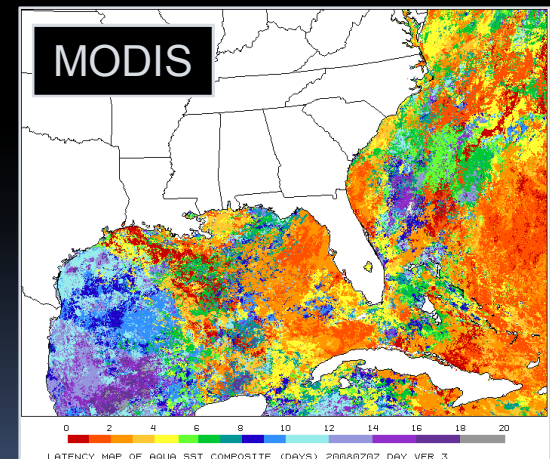 MODIS
0 2 4 6 8 10 12 14 16 18 20
LATENCY MAP OF AQUA SST COMPOSITE (DAYS) 20080707 DAY VER 3